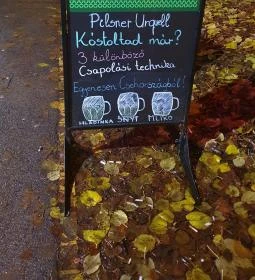 Pilsner Urquell
Kóstoltad már?
3 különböző
Csapolási technika
Egyenesen Csehországból!
HLADINKA SNYT MLÍKO